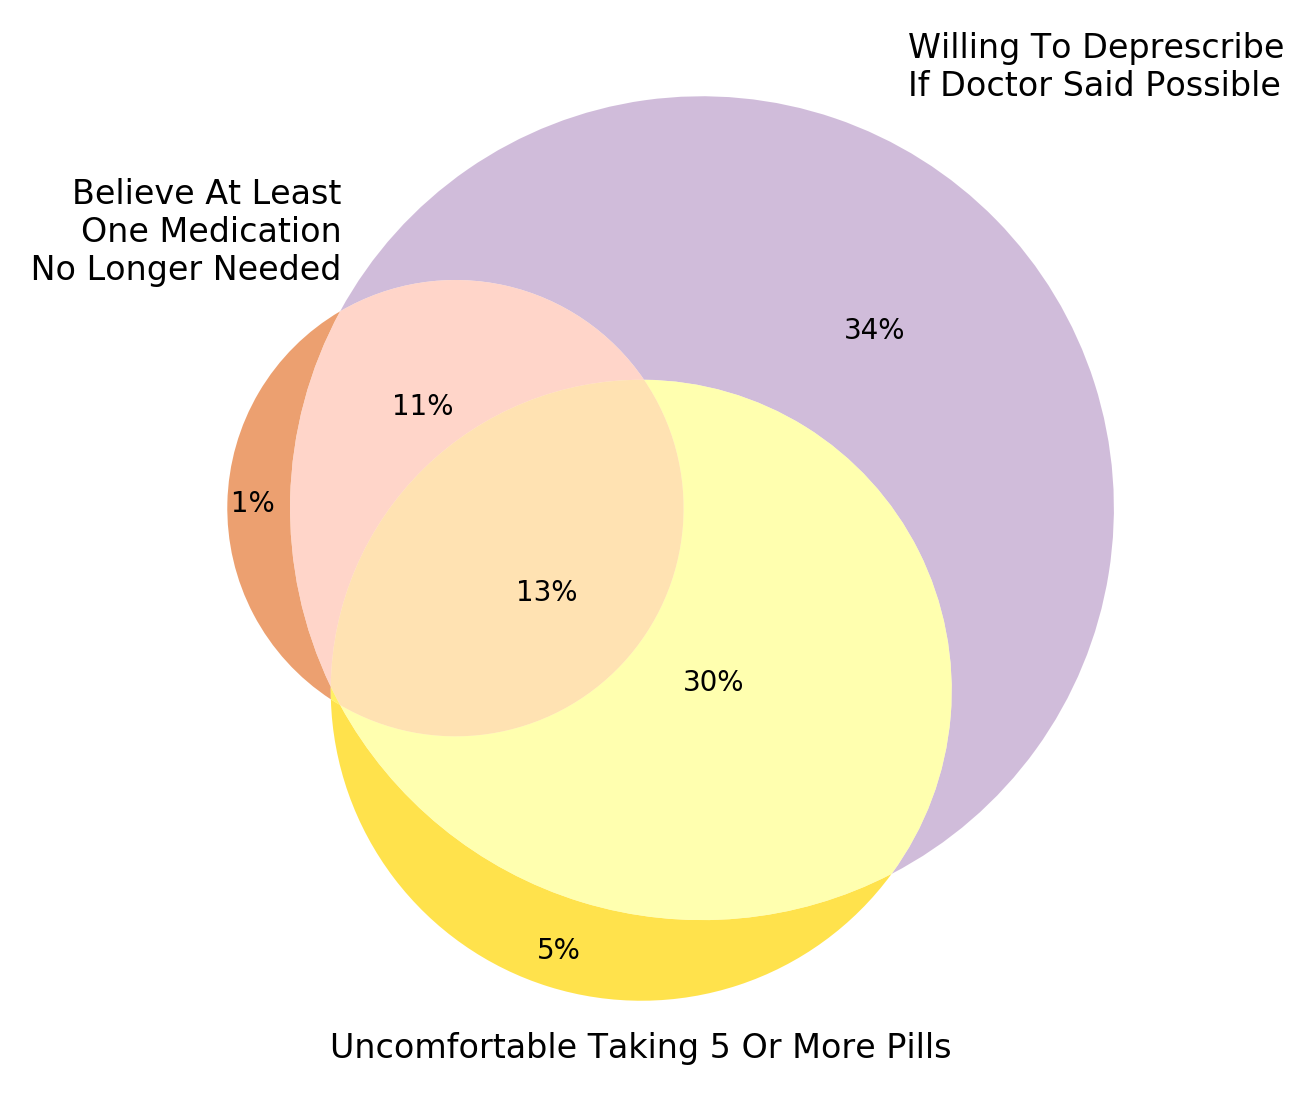 Willing To Deprescribe
If Doctor Said Possible
Believe At Least
One Medication
No Longer Needed
34%
11%
1%
13%
30%
5%
Uncomfortable Taking 5 Or More Pills